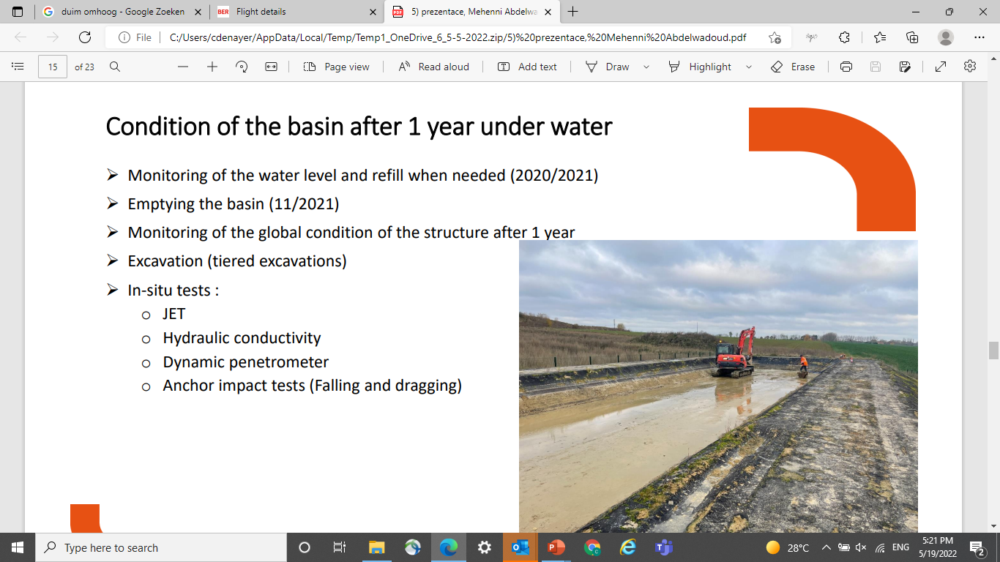 duim omhoog - Google Zoeken
BER Flight details
5) prezentace, Mehenni Abdelwa
File C:/Users/cdenayer/AppData/Local/Temp/Temp1_OneDrive_6_5-5-2022.zip/5)%20prezentace,%20Mehenni%20Abdelwadoud.pdf
15 of 23 Page view Read aloud Add text Draw Highlight Erase
Condition of the basin after 1 year under water
Monitoring of the water level and refill when needed (2020/2021)
Emptying the basin (11/2021)
Monitoring of the global condition of the structure after 1 year
Excavation (tiered excavations)
In-situ tests :
JET
Hydraulic conductivity
Dynamic penetrometer
Anchor impact tests (Falling and dragging)
Type here to search
28°C ENG
5:21 PM
5/19/2022
2